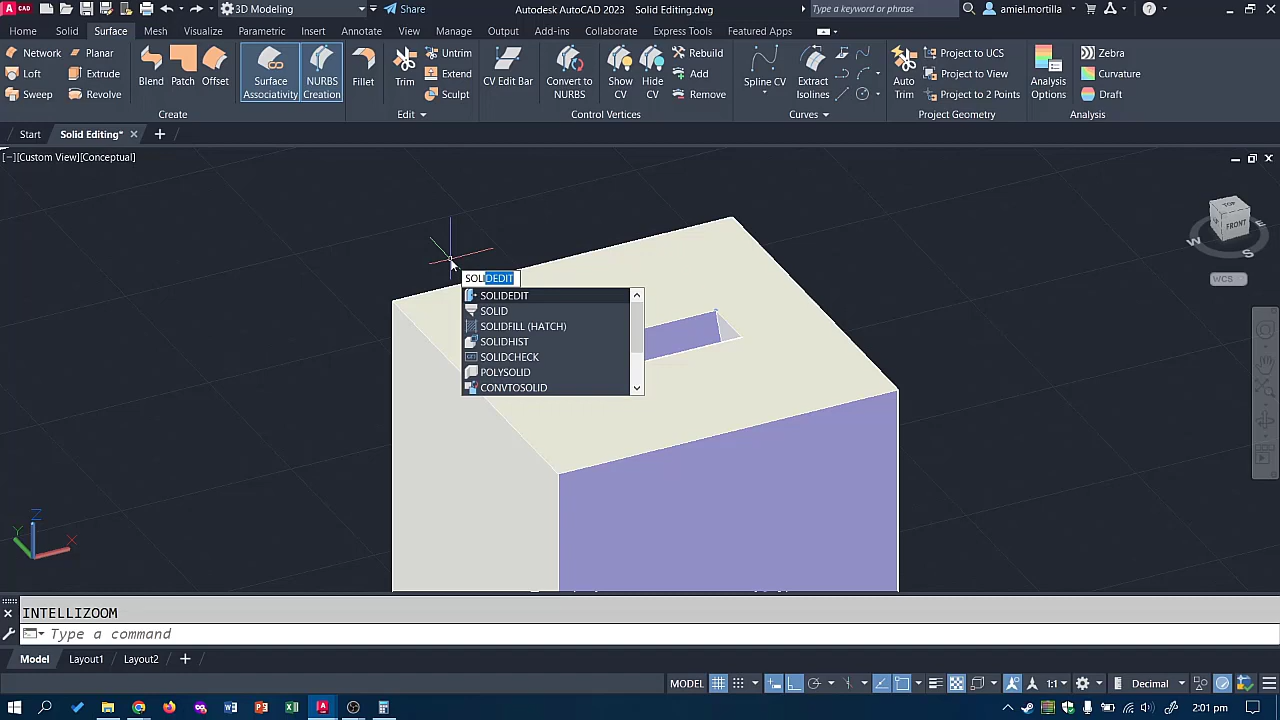 CAD
3D Modeling
Share
Autodesk AutoCAD 2023 Solid Editing.dwg
Type a keyword or phrase
amiel.mortilla
Home Solid Surface Mesh Visualize Parametric Insert Annotate View Manage Output Add-ins Collaborate Express Tools Featured Apps
Network Planar
Loft Extrude
Sweep Revolve
Blend Patch Offset
Surface Associativity
NURBS Creation
Fillet
Trim
Untrim
Extend
Sculpt
CV Edit Bar
Convert to NURBS
Show CV
Hide CV
Rebuild
Add
Remove
Spline CV
Extract Isolines
Auto Trim
Project to UCS
Project to View
Project to 2 Points
Analysis Options
Zebra
Curvature
Draft
Create Edit Control Vertices Curves Project Geometry Analysis
Start Solid Editing*
[−][Custom View][Conceptual]
TOP
FRONT
W
E
S
WCS
SOLIDEDIT
SOLIDEDIT
SOLID
SOLIDFILL (HATCH)
SOLIDHIST
SOLIDCHECK
POLYSOLID
CONVTOSOLID
Z
Y
X
INTELLIZOOM
Type a command
Model Layout1 Layout2
MODEL 1:1 Decimal
2:01 pm